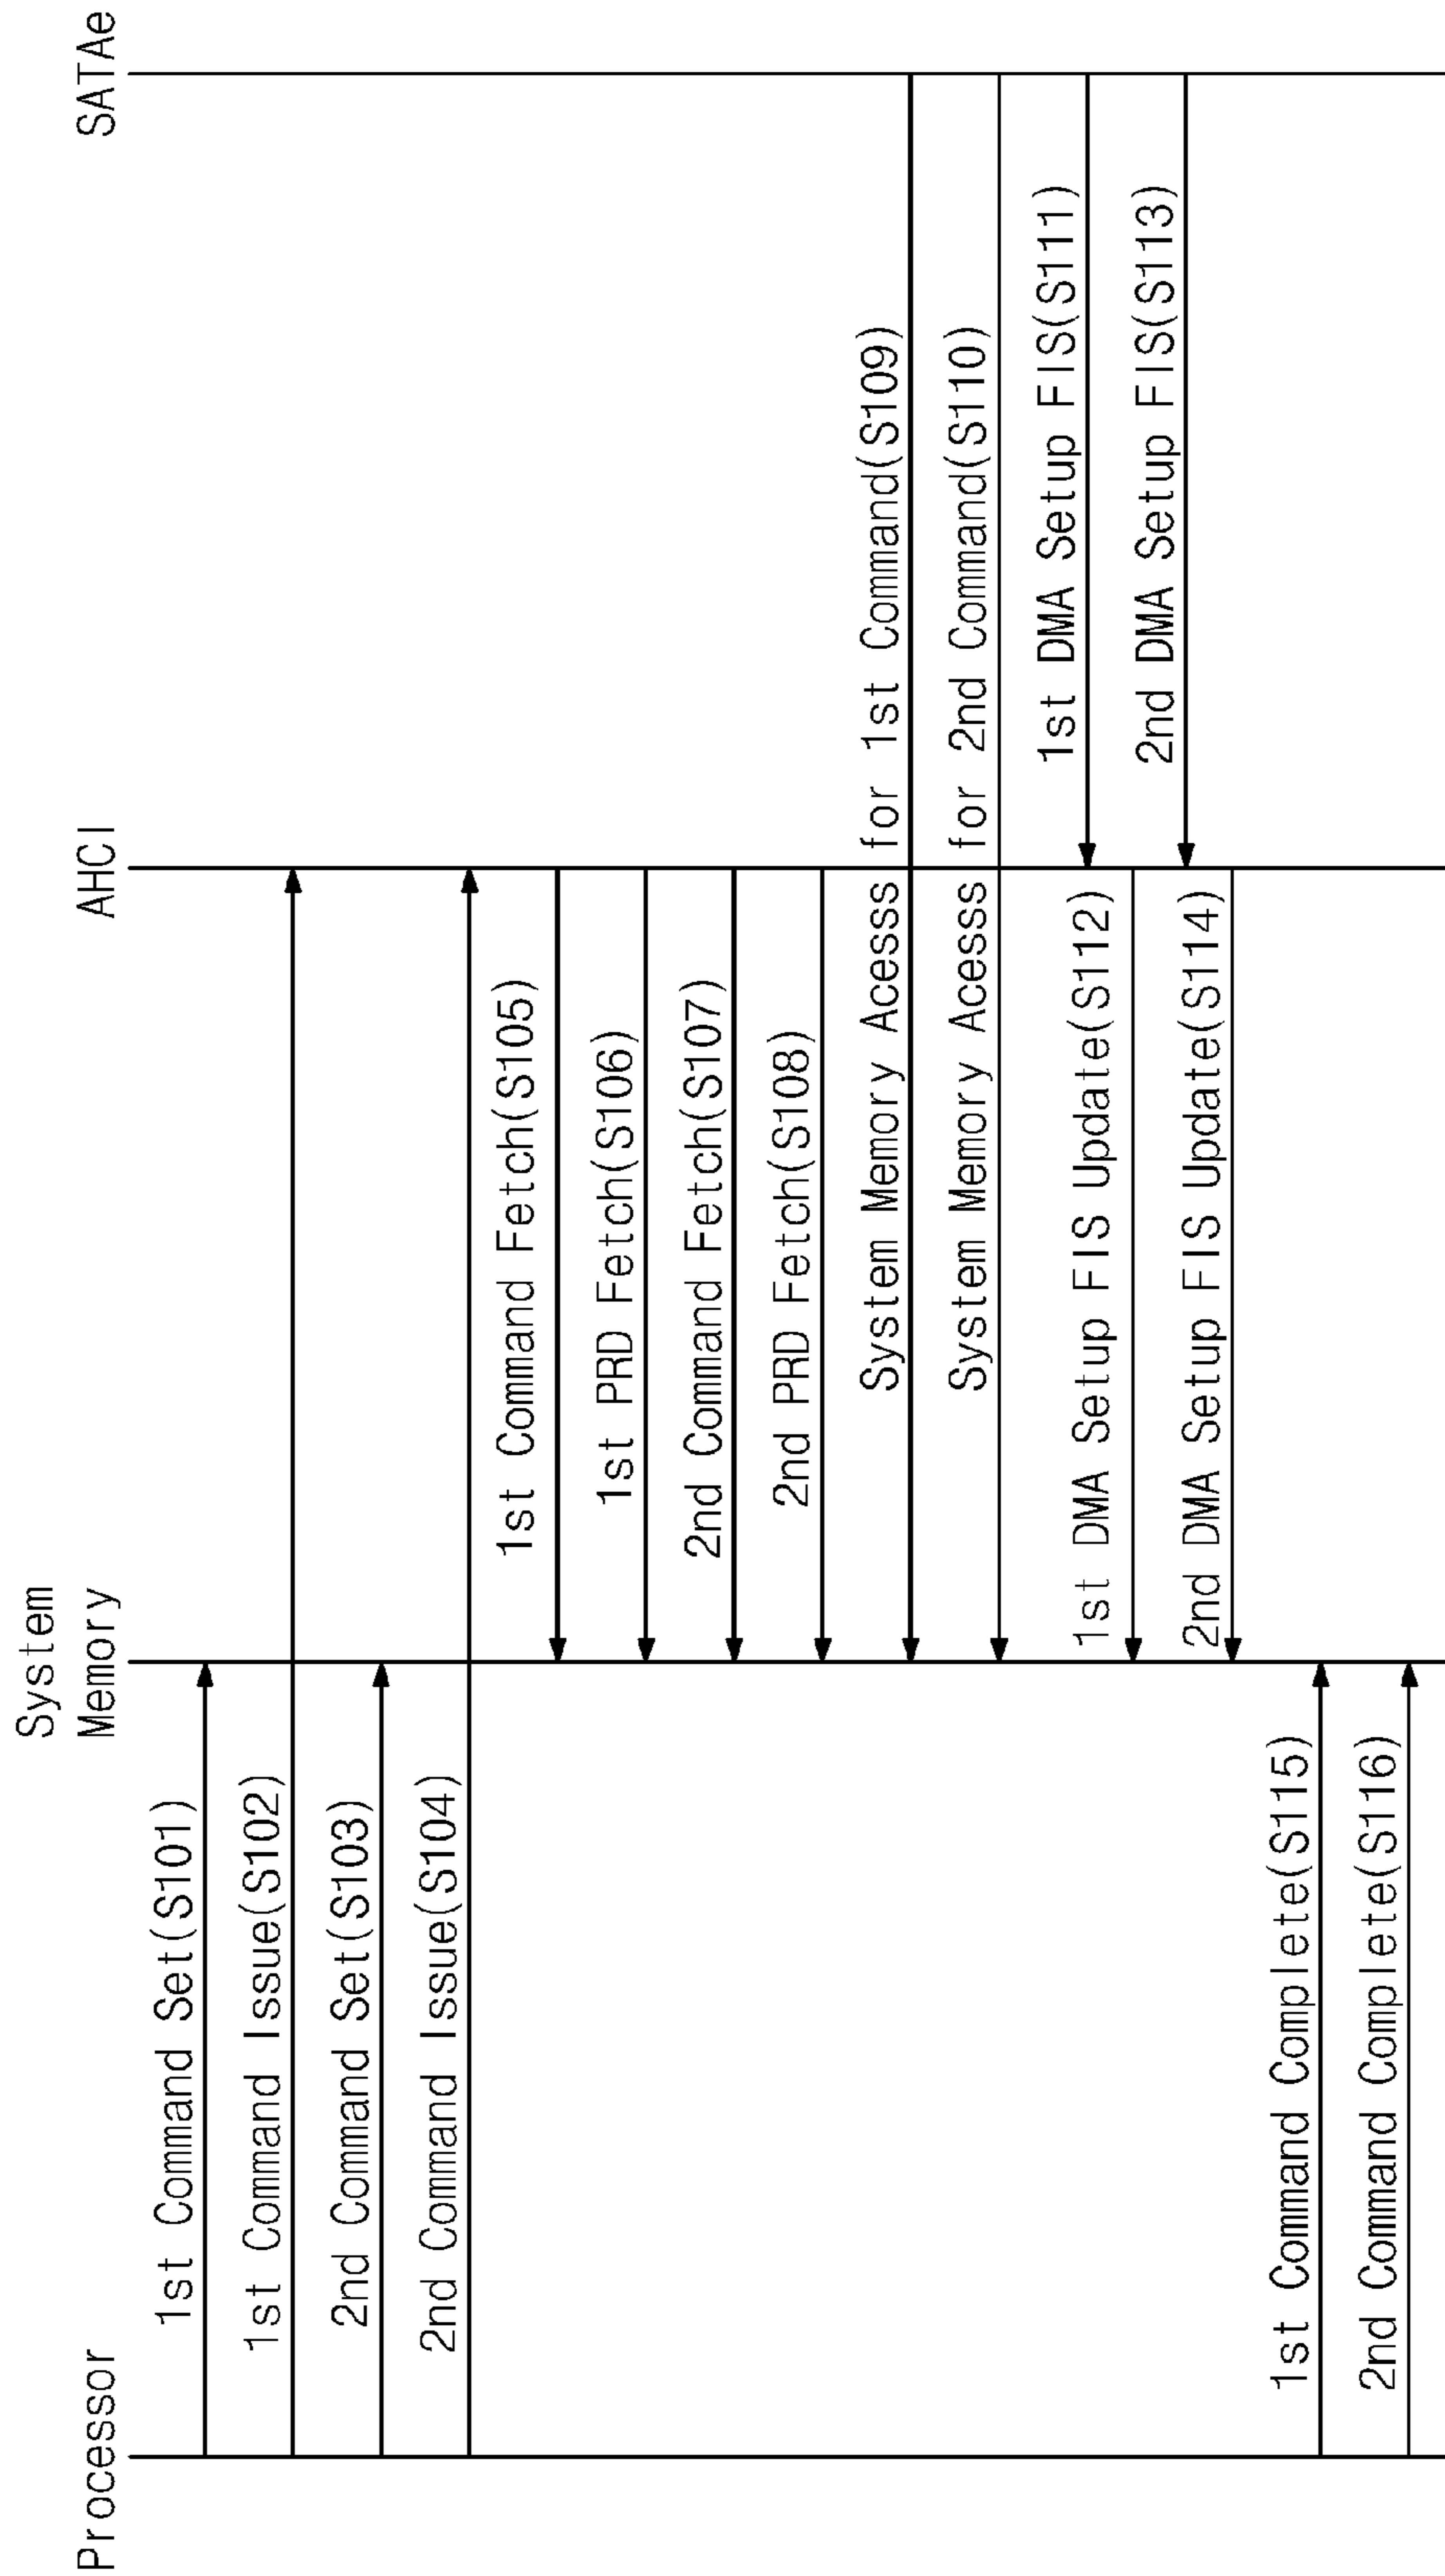 Processor
System
Memory
AHCI
SATAe
1st Command Set(S101)
1st Command Issue(S102)
2nd Command Set(S103)
2nd Command Issue(S104)
1st Command Fetch(S105)
1st PRD Fetch(S106)
2nd Command Fetch(S107)
2nd PRD Fetch(S108)
System Memory Acesss for 1st Command(S109)
System Memory Acesss for 2nd Command(S110)
1st DMA Setup FIS(S111)
1st DMA Setup FIS Update(S112)
2nd DMA Setup FIS(S113)
2nd DMA Setup FIS Update(S114)
1st Command Complete(S115)
2nd Command Complete(S116)